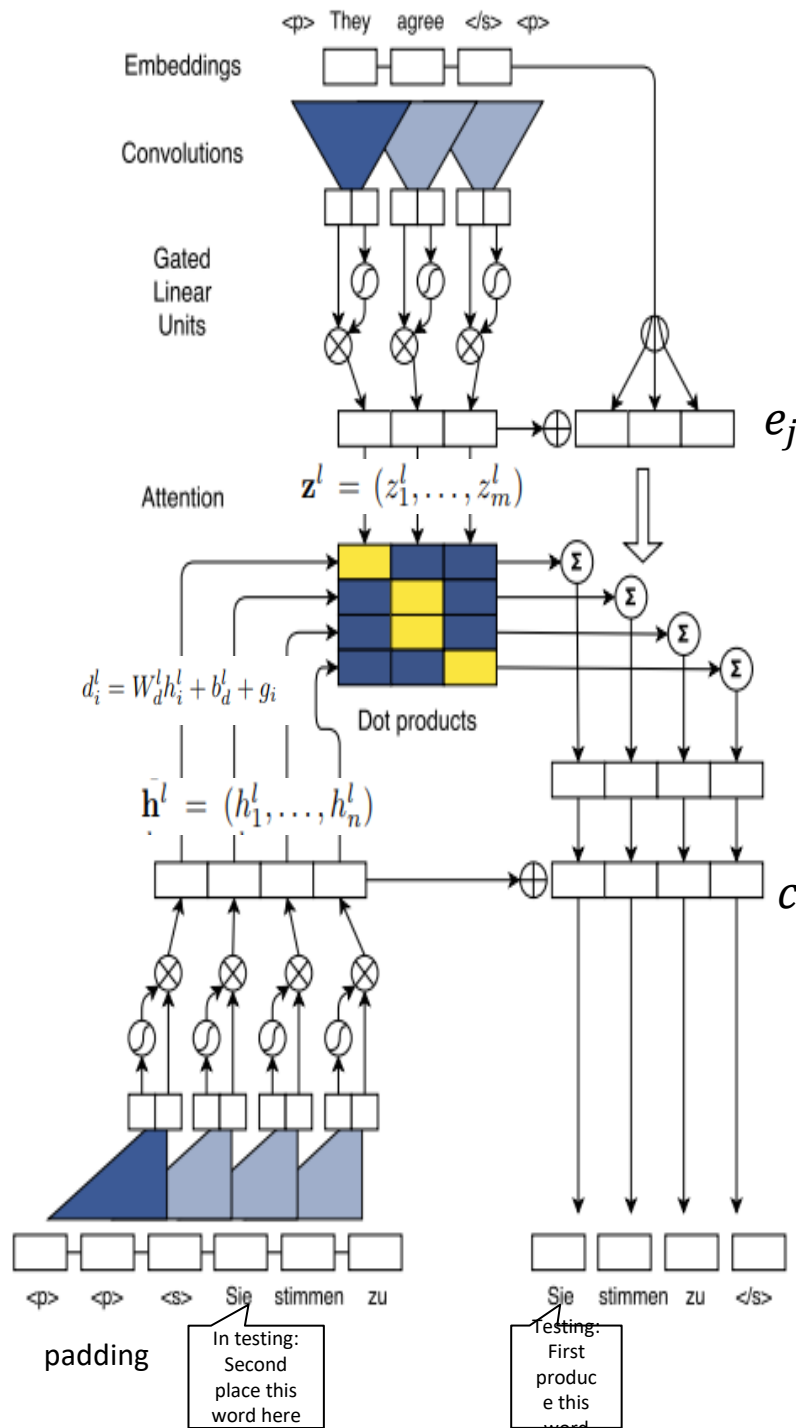 <p> They agree </s> <p>
Embeddings
Convolutions
Gated
Linear
Units
e_j
Attention
z^l = (z_1^l, . . . , z_m^l)
Σ
Σ
Σ
Σ
d_i^l = W_d^l h_i^l + b_d^l + g_i
Dot products
h^l = (h_1^l, . . . , h_n^l)
c
<p> <p> <s> Sie stimmen zu
Sie stimmen zu </s>
padding
In testing:
Second
place this
word here
Testing:
First
produc
e this
word